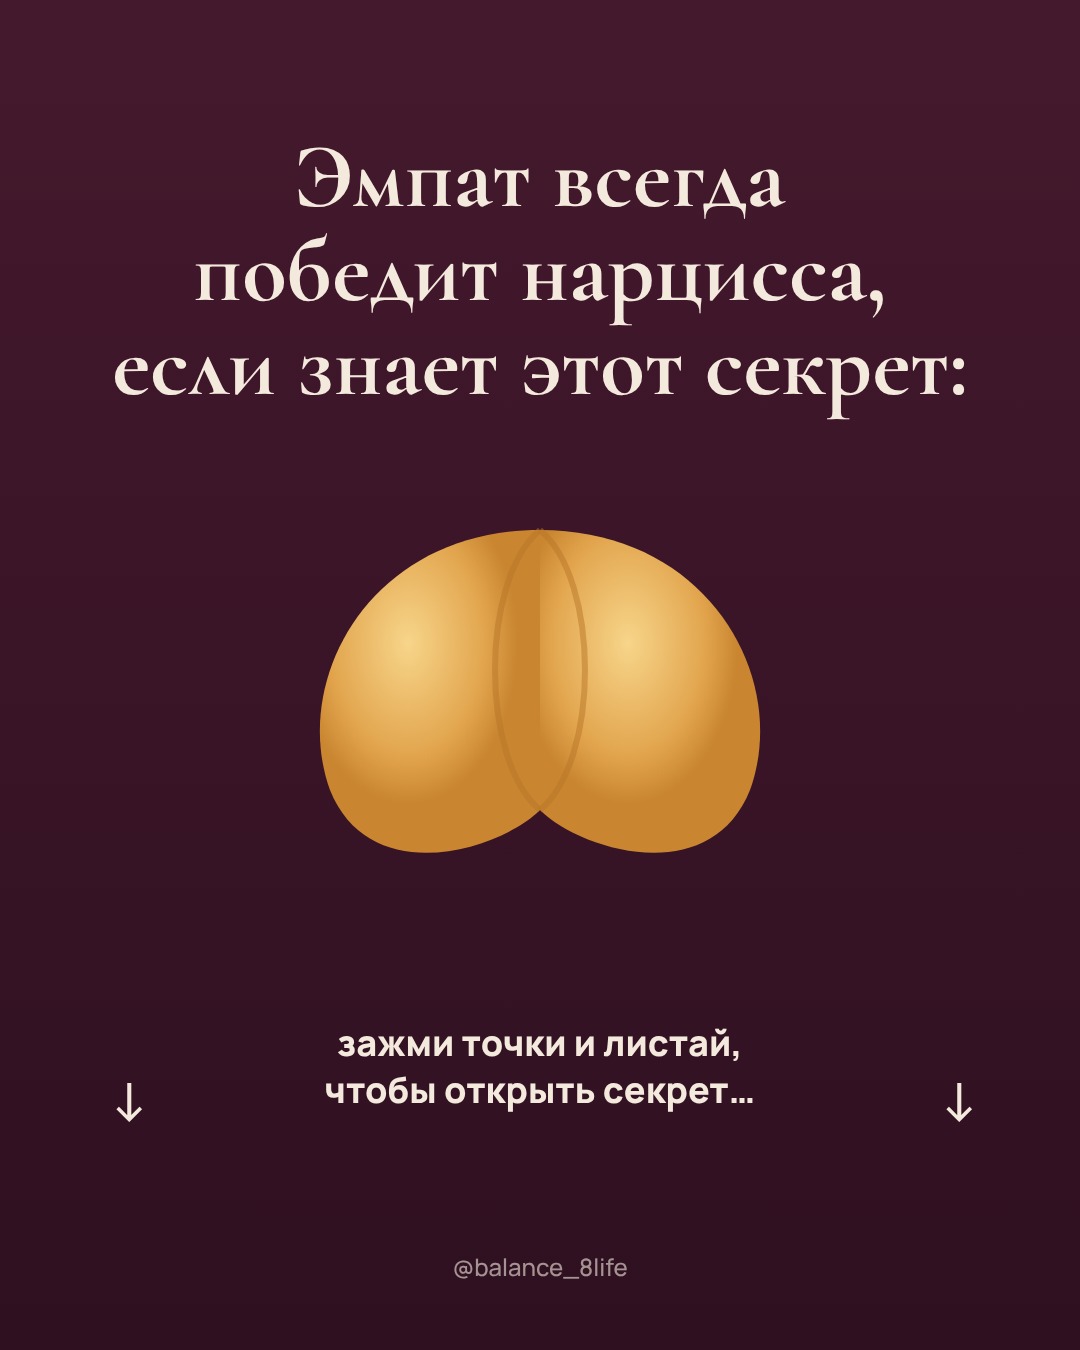 Эмпат всегда
победит нарцисса,
если знает этот секрет:
зажми точки и листай,
чтобы открыть секрет...
↓ ↓
@balance_8life